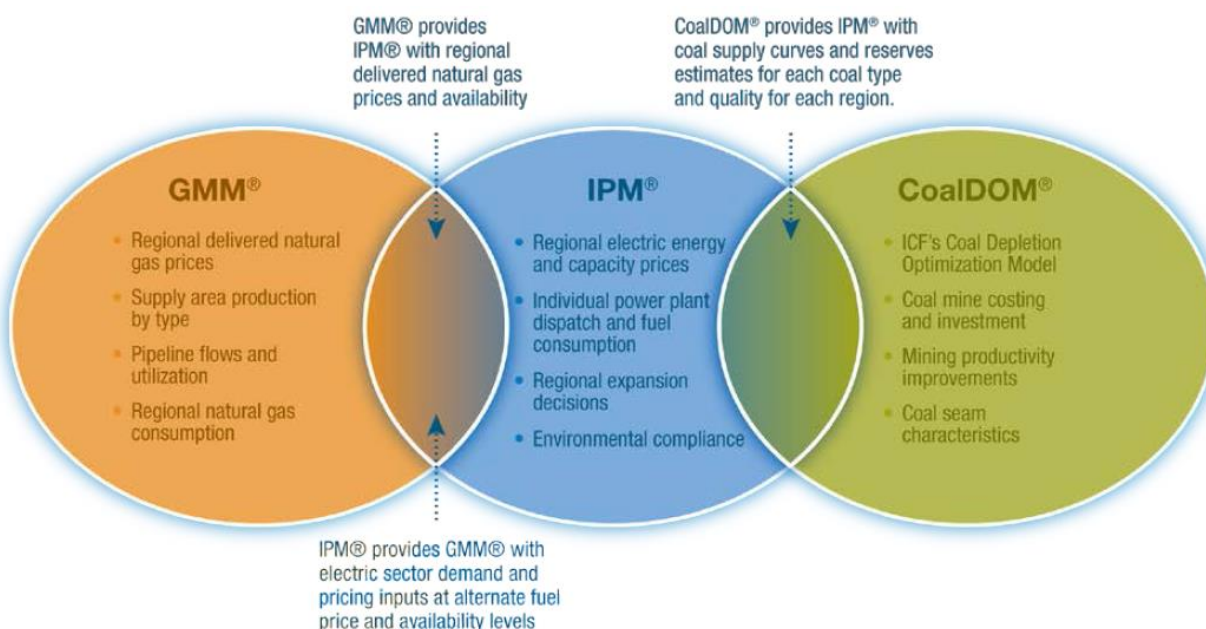 GMM® provides
IPM® with regional
delivered natural gas
prices and availability
CoalDOM® provides IPM® with
coal supply curves and reserves
estimates for each coal type
and quality for each region.
GMM®
• Regional delivered natural
gas prices
• Supply area production
by type
• Pipeline flows and
utilization
• Regional natural gas
consumption
IPM®
• Regional electric energy
and capacity prices
• Individual power plant
dispatch and fuel
consumption
• Regional expansion
decisions
• Environmental compliance
CoalDOM®
• ICF's Coal Depletion
Optimization Model
• Coal mine costing
and investment
• Mining productivity
improvements
• Coal seam
characteristics
IPM® provides GMM® with
electric sector demand and
pricing inputs at alternate fuel
price and availability levels